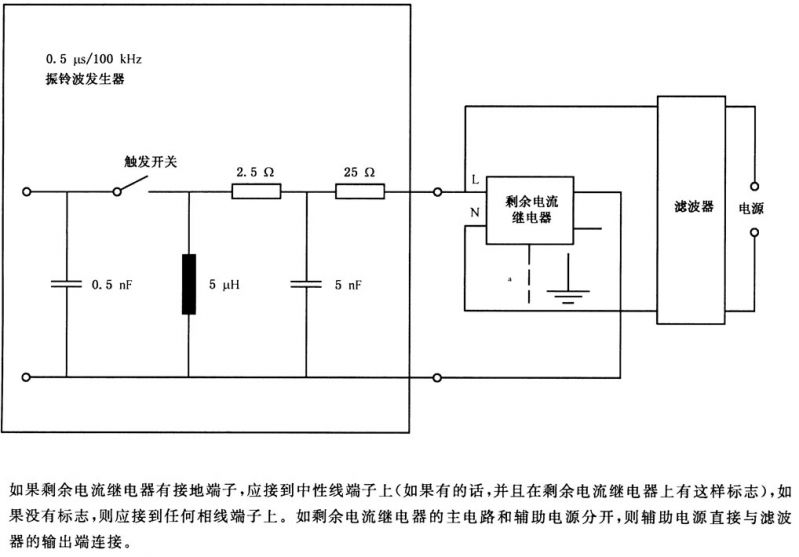 0.5 μs/100 kHz
振铃波发生器
触发开关
2.5 Ω
25 Ω
L
N
剩余电流
继电器
滤波器
电源
0.5 nF
5 μH
5 nF
a
如果剩余电流继电器有接地端子,应接到中性线端子上(如果有的话,并且在剩余电流继电器上有这样标志),如
果没有标志,则应接到任何相线端子上。如剩余电流继电器的主电路和辅助电源分开,则辅助电源直接与滤波
器的输出端连接。